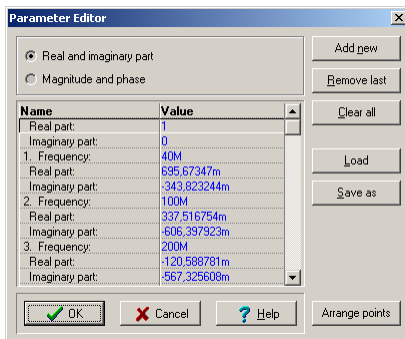 Parameter Editor
Real and imaginary part
Magnitude and phase
Add new
Remove last
Clear all
Load
Save as
Name Value
Real part: 1
Imaginary part: 0
1. Frequency: 40M
Real part: 695,67347m
Imaginary part: -343,823244m
2. Frequency: 100M
Real part: 337,516754m
Imaginary part: -606,397923m
3. Frequency: 200M
Real part: -120,588781m
Imaginary part: -567,325608m
OK Cancel Help Arrange points